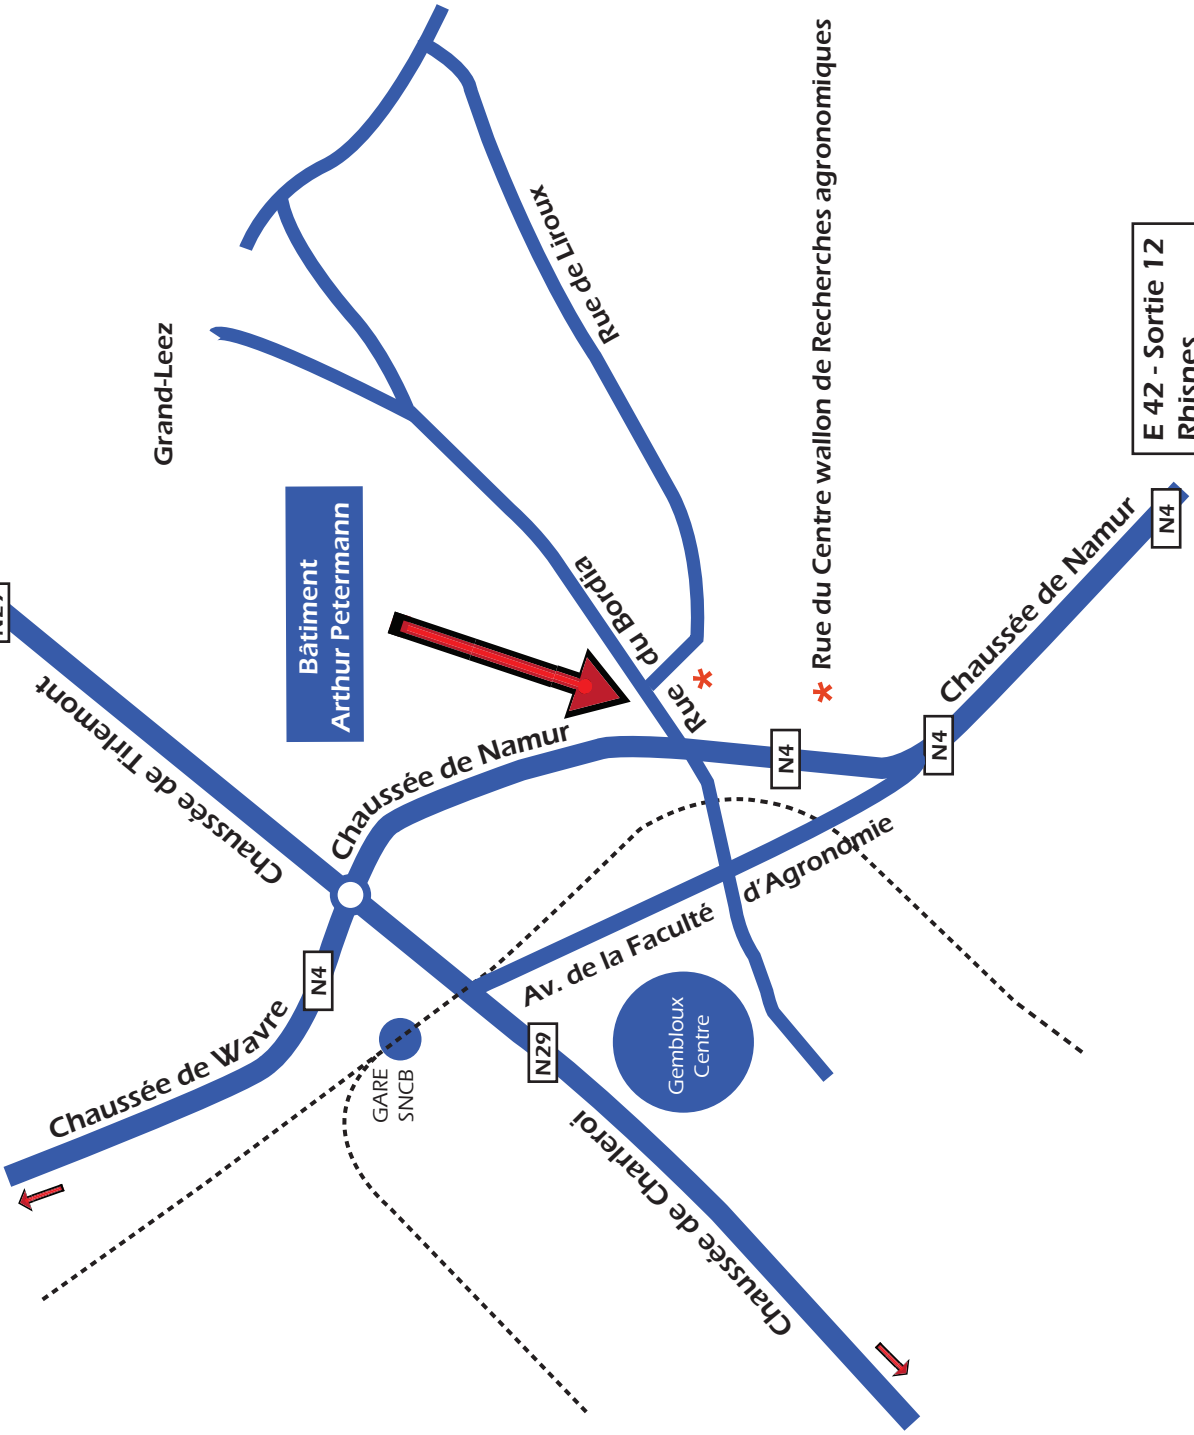 Chaussée de Wavre
N4
GARE
SNCB
Chaussée de Charleroi
N29
Gembloux
Centre
Av. de la Faculté d'Agronomie
Chaussée de Tirlemont
Chaussée de Namur
Bâtiment
Arthur Petermann
Grand-Leez
Rue du Bordia
*
Rue de Liroux
N4
* Rue du Centre wallon de Recherches agronomiques
N4
Chaussée de Namur
N4
E 42 - Sortie 12
Rhisnes